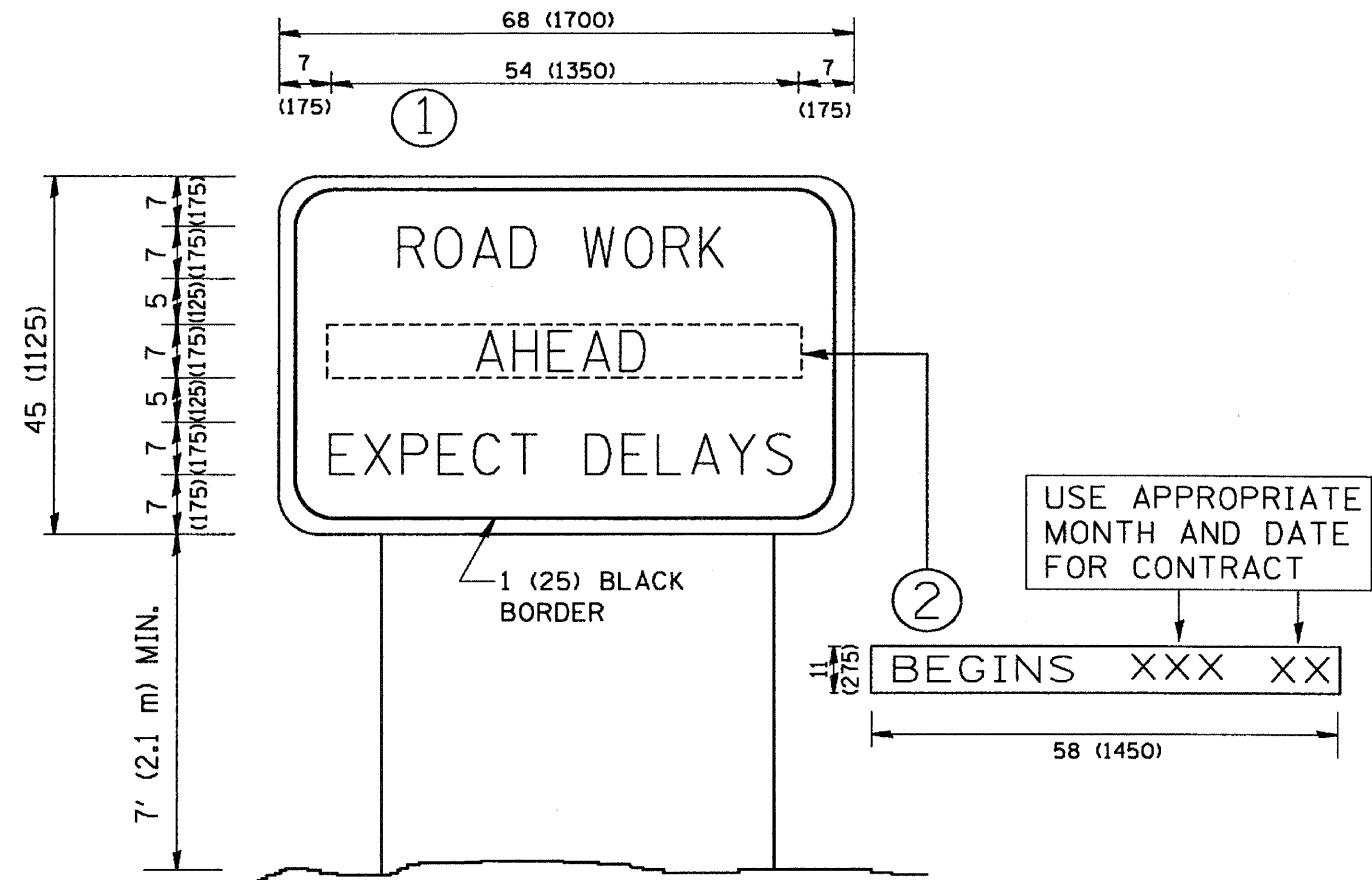 68 (1700)
7 54 (1350) 7
(175) (175)
1
7 (175)
7 (175)
5 (125)
7 (175)
5 (125)
7 (175)
7 (175)
45 (1125)
ROAD WORK
AHEAD
EXPECT DELAYS
1 (25) BLACK
BORDER
7' (2.1 m) MIN.
2
USE APPROPRIATE
MONTH AND DATE
FOR CONTRACT
11
(275)
BEGINS XXX XX
58 (1450)